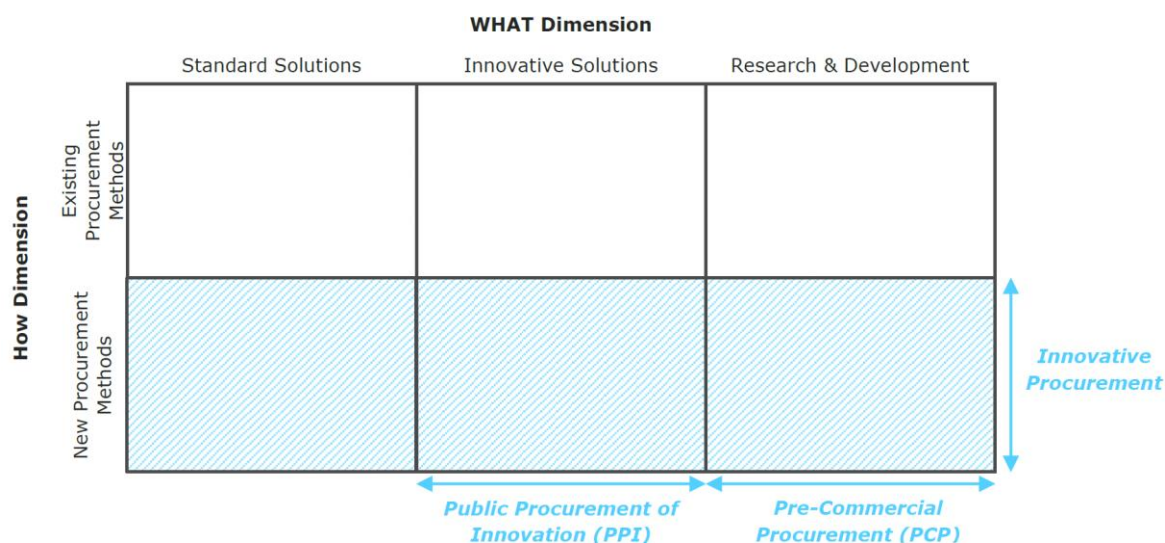 WHAT Dimension
Standard Solutions
Innovative Solutions
Research & Development
How Dimension
Existing
Procurement
Methods
New Procurement
Methods
Innovative
Procurement
Public Procurement of
Innovation (PPI)
Pre-Commercial
Procurement (PCP)